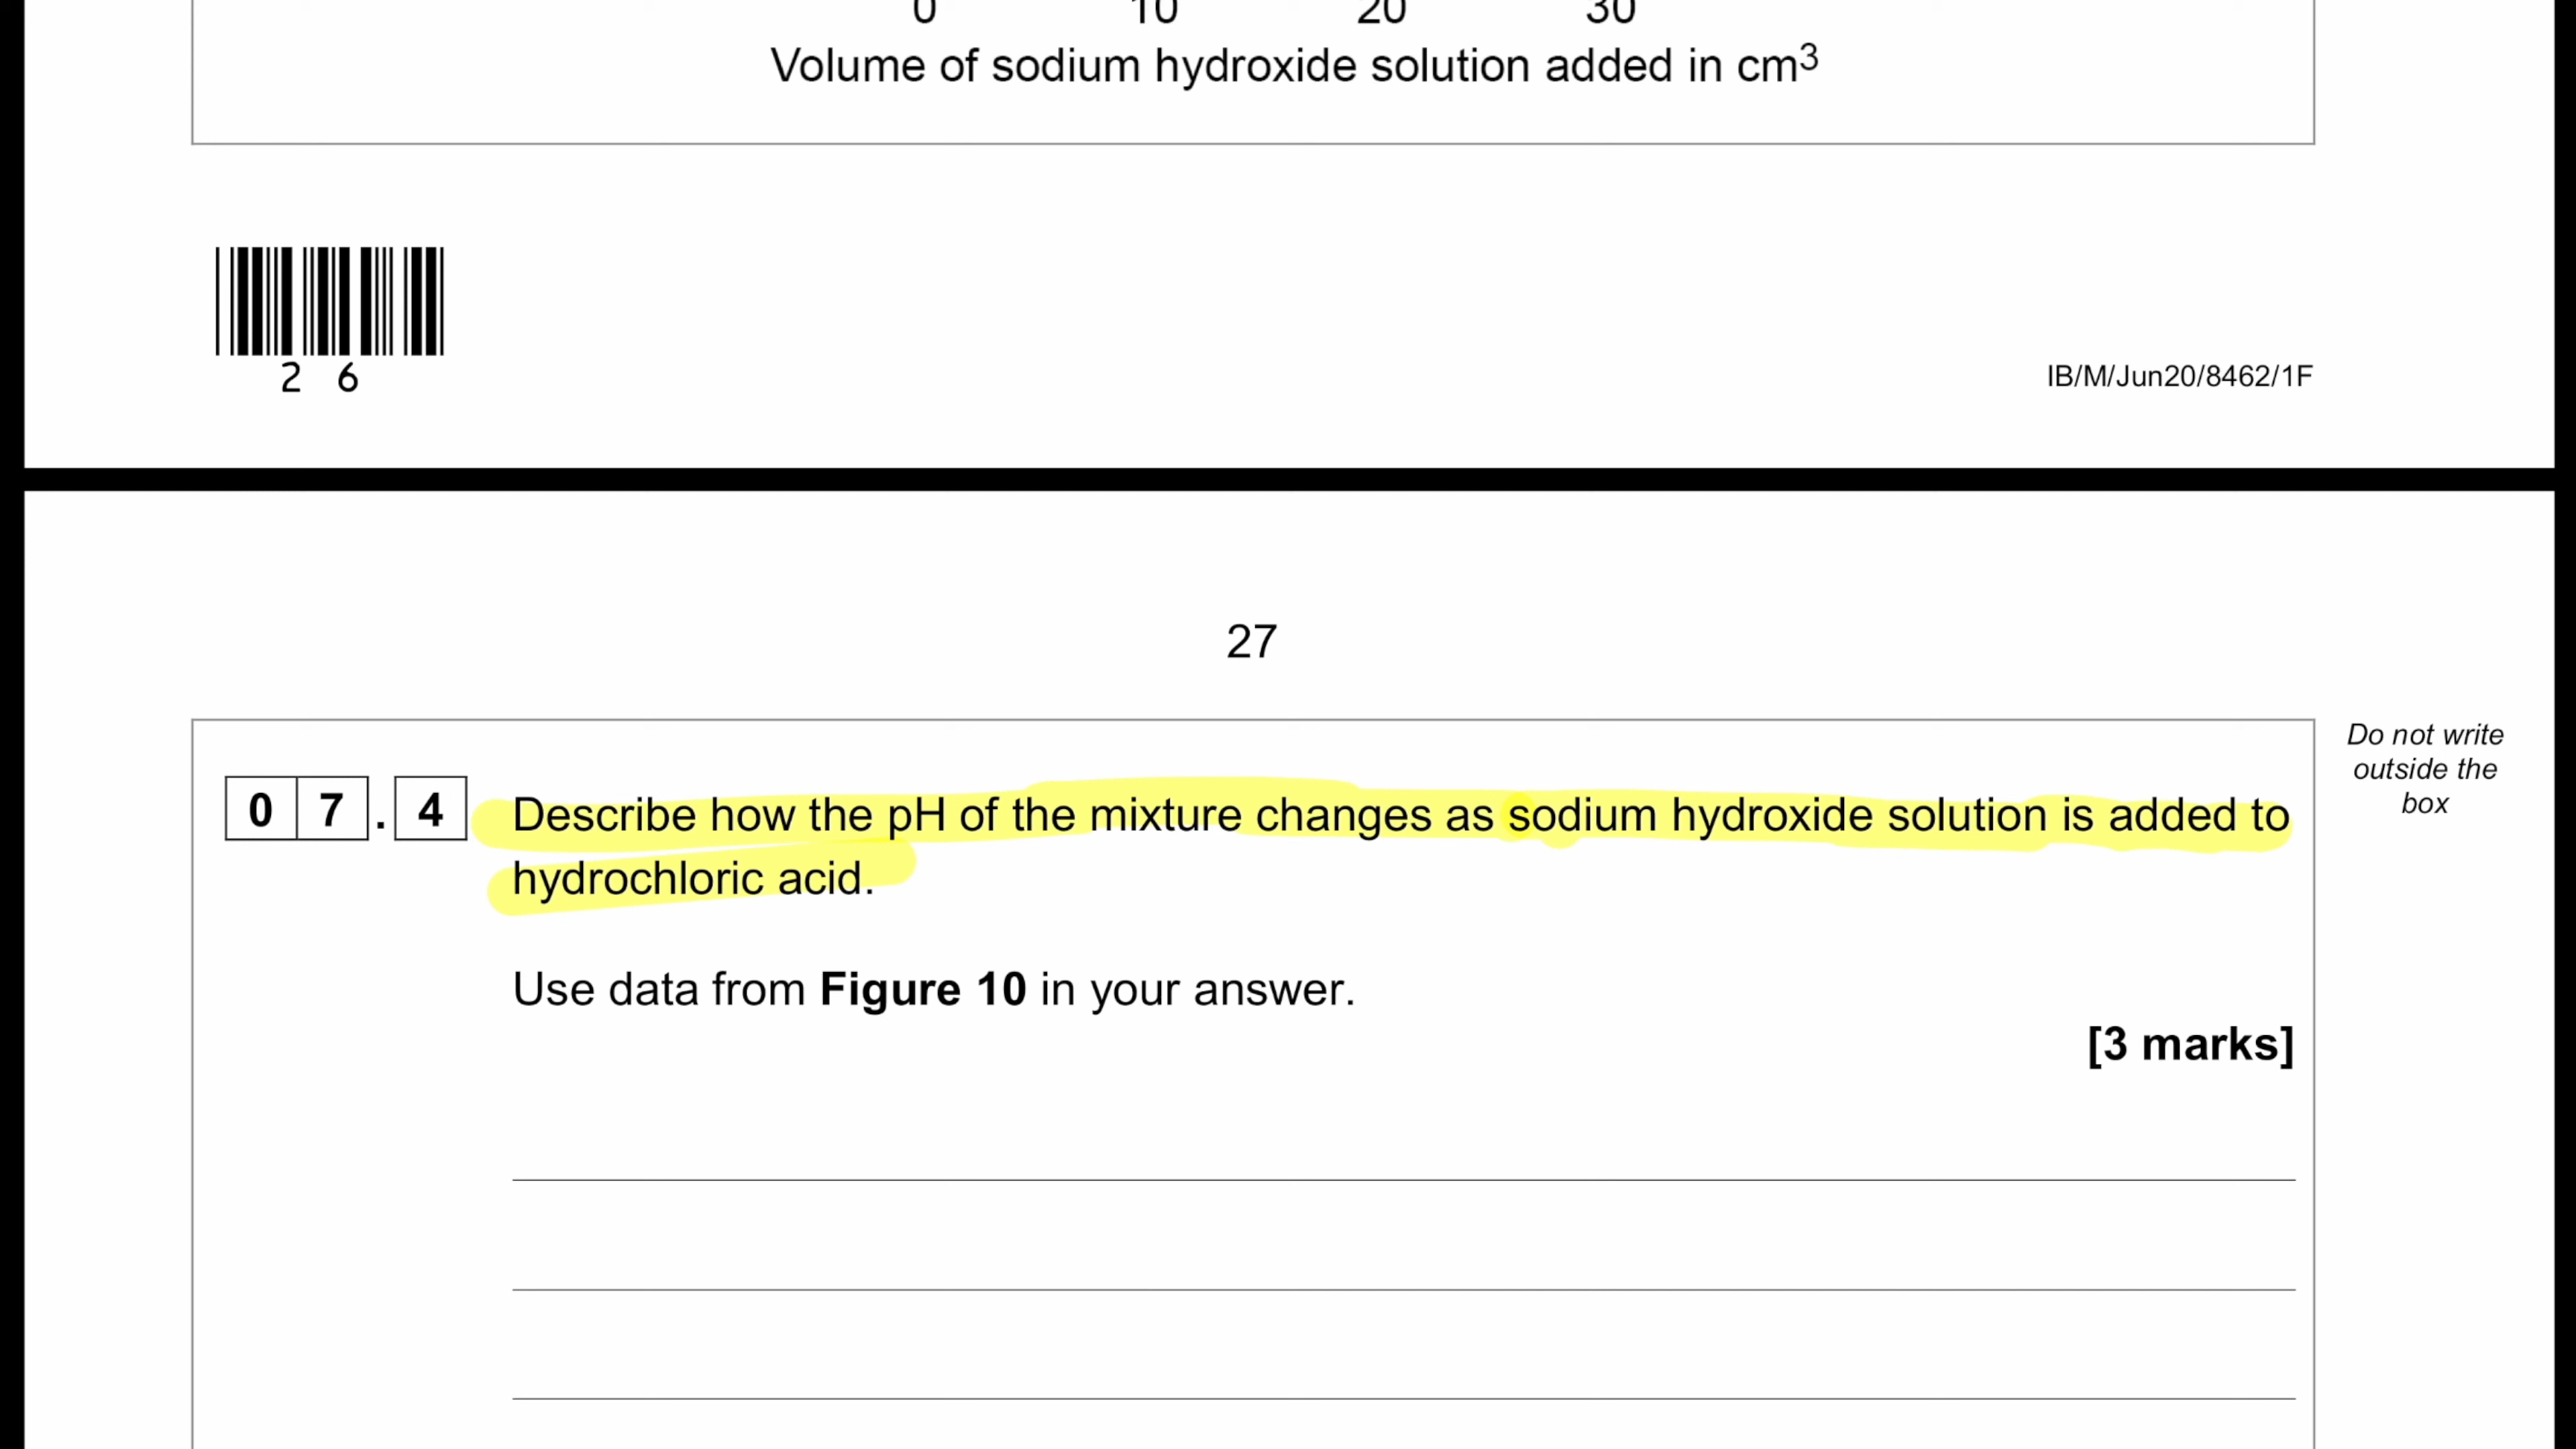 0 10 20 30
Volume of sodium hydroxide solution added in cm³
2 6
IB/M/Jun20/8462/1F
27
Do not write
outside the
box
0 7 . 4 Describe how the pH of the mixture changes as sodium hydroxide solution is added to
hydrochloric acid.
Use data from Figure 10 in your answer.
[3 marks]